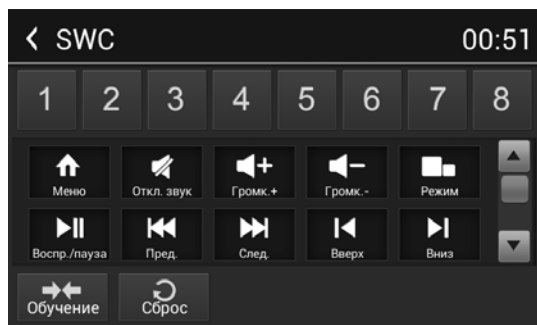 SWC 00:51
1 2 3 4 5 6 7 8
Меню Откл. звук Громк.+ Громк.- Режим
Воспр./пауза Пред. След. Вверх Вниз
Обучение Сброс